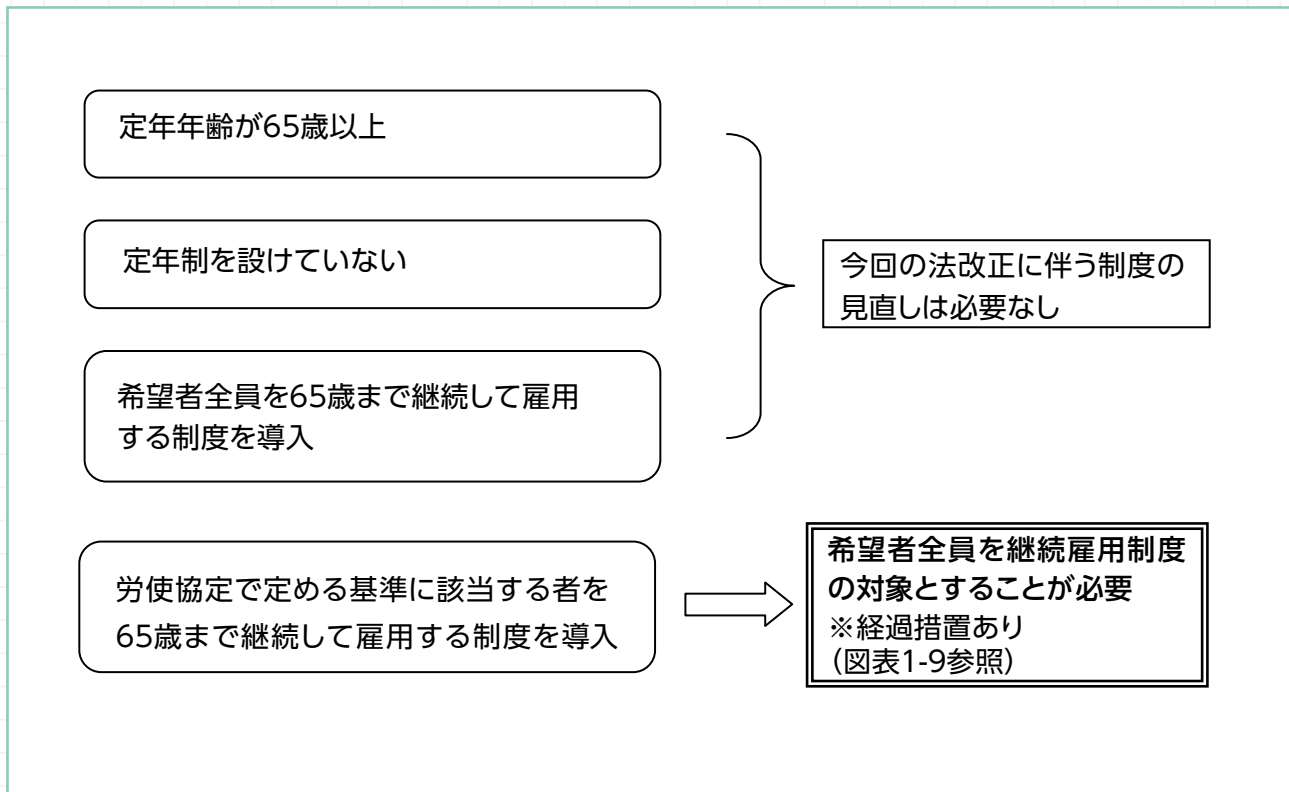 定年年齢が65歳以上
定年制を設けていない
希望者全員を65歳まで継続して雇用
する制度を導入
今回の法改正に伴う制度の
見直しは必要なし
労使協定で定める基準に該当する者を
65歳まで継続して雇用する制度を導入
希望者全員を継続雇用制度
の対象とすることが必要
※経過措置あり
(図表1-9参照)